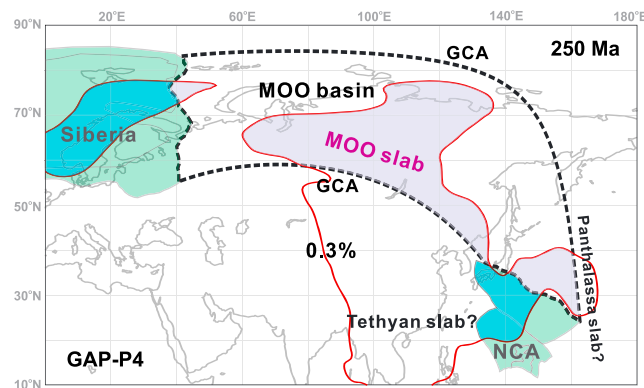 20°E 60°E 100°E 140°E 180°
90°N
GCA
250 Ma
MOO basin
70°N
Siberia
MOO slab
GCA
50°N
Panthalassa slab?
0.3%
30°N
Tethyan slab?
NCA
GAP-P4
10°N